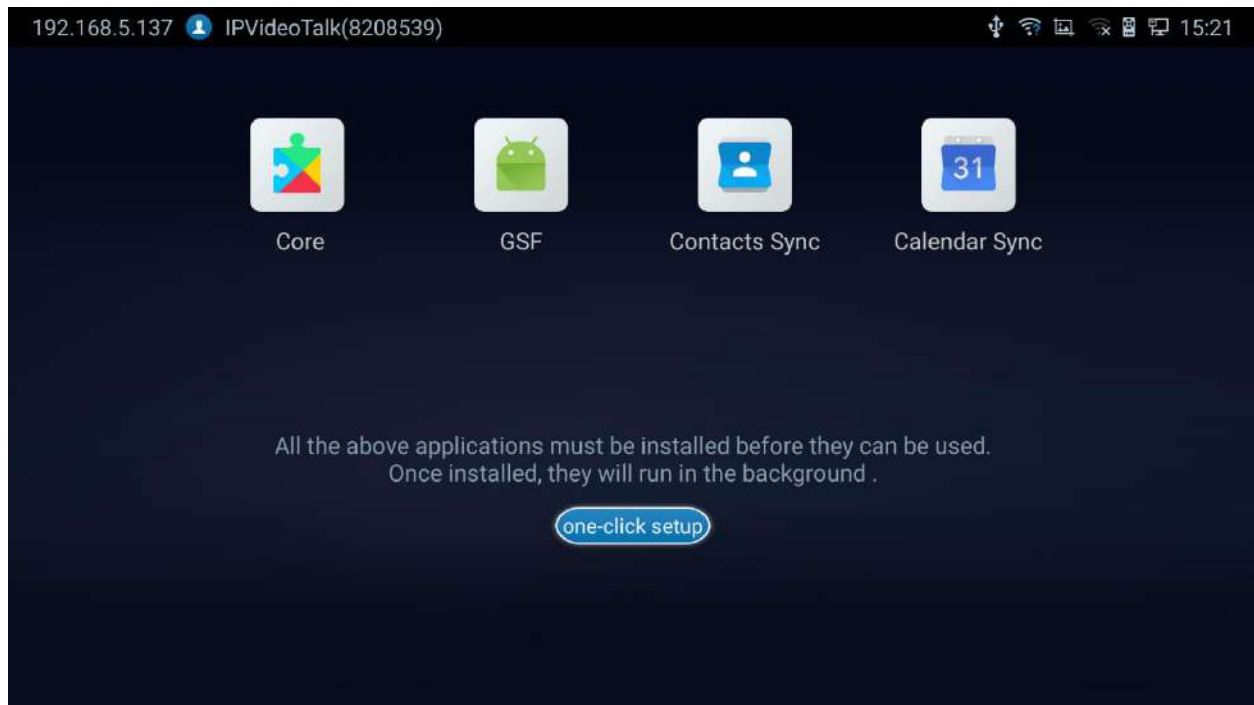 192.168.5.137 IPVideoTalk(8208539) 15:21
31
Core GSF Contacts Sync Calendar Sync
All the above applications must be installed before they can be used.
Once installed, they will run in the background .
one-click setup